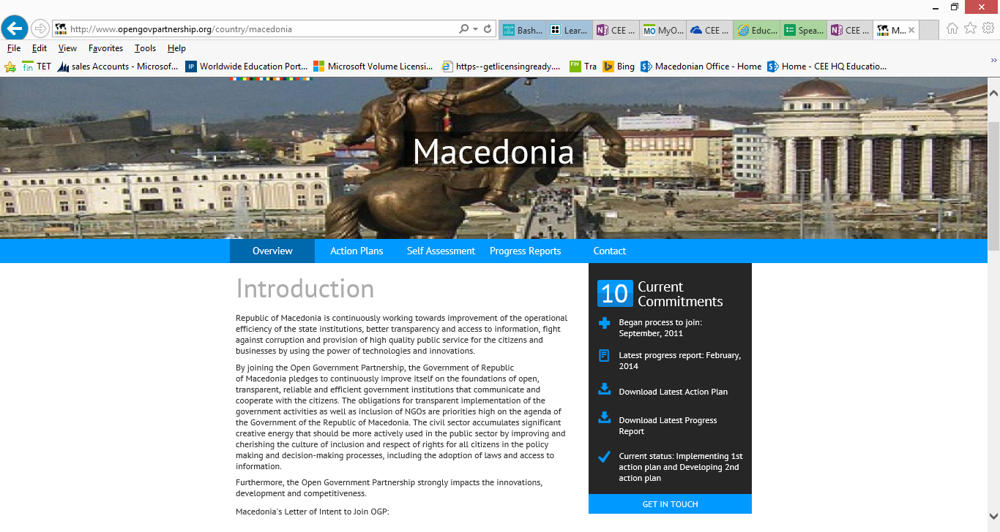 http://www.opengovpartnership.org/country/macedonia
Bash...
Lear...
CEE ...
MyO...
CEE ...
Educ...
Spea...
CEE ...
M...
File Edit View Favorites Tools Help
fin TET
sales Accounts - Microsof...
IP Worldwide Education Port...
Microsoft Volume Licensi...
https--getlicensingready....
FIN Tra
Bing
Macedonian Office - Home
Home - CEE HQ Educatio...
Macedonia
Overview Action Plans Self Assessment Progress Reports Contact
Introduction
Republic of Macedonia is continuously working towards improvement of the operational
efficiency of the state institutions, better transparency and access to information, fight
against corruption and provision of high quality public service for the citizens and
businesses by using the power of technologies and innovations.
By joining the Open Government Partnership, the Government of Republic
of Macedonia pledges to continuously improve itself on the foundations of open,
transparent, reliable and efficient government institutions that communicate and
cooperate with the citizens. The obligations for transparent implementation of the
government activities as well as inclusion of NGOs are priorities high on the agenda of
the Government of the Republic of Macedonia. The civil sector accumulates significant
creative energy that should be more actively used in the public sector by improving and
cherishing the culture of inclusion and respect of rights for all citizens in the policy
making and decision-making processes, including the adoption of laws and access to
information.
Furthermore, the Open Government Partnership strongly impacts the innovations,
development and competitiveness.
Macedonia's Letter of Intent to Join OGP:
10 Current
Commitments
Began process to join:
September, 2011
Latest progress report: February,
2014
Download Latest Action Plan
Download Latest Progress
Report
Current status: Implementing 1st
action plan and Developing 2nd
action plan
GET IN TOUCH